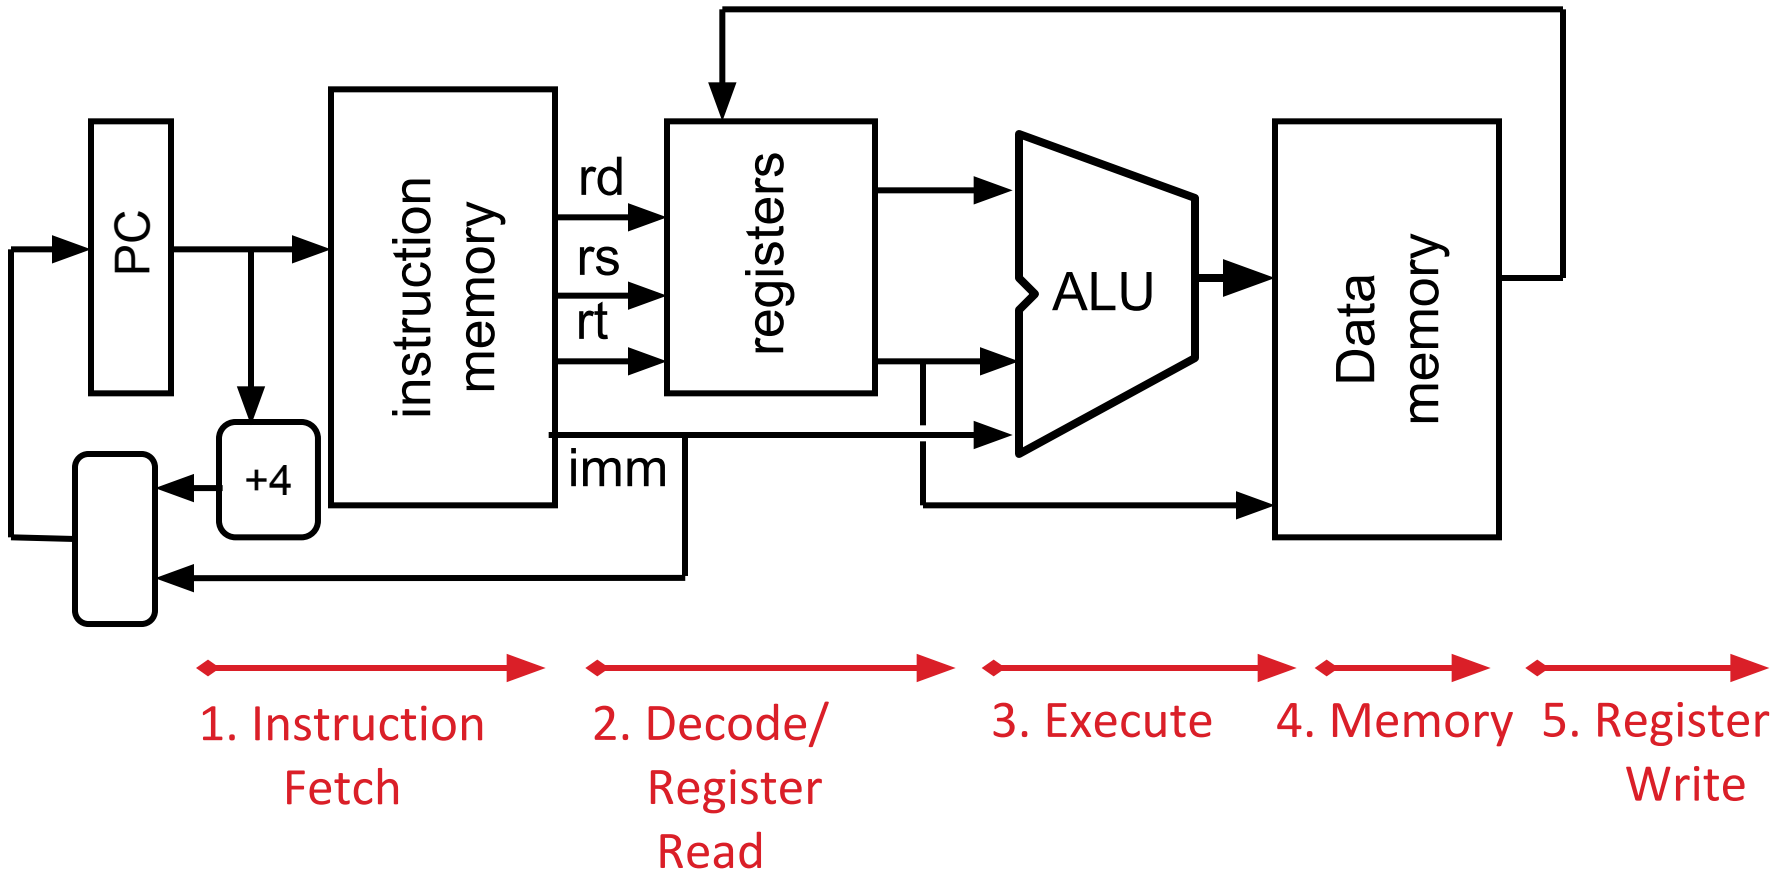 PC
instruction
memory
rd
rs
rt
imm
registers
ALU
Data
memory
+4
1. Instruction
Fetch
2. Decode/
Register
Read
3. Execute
4. Memory
5. Register
Write